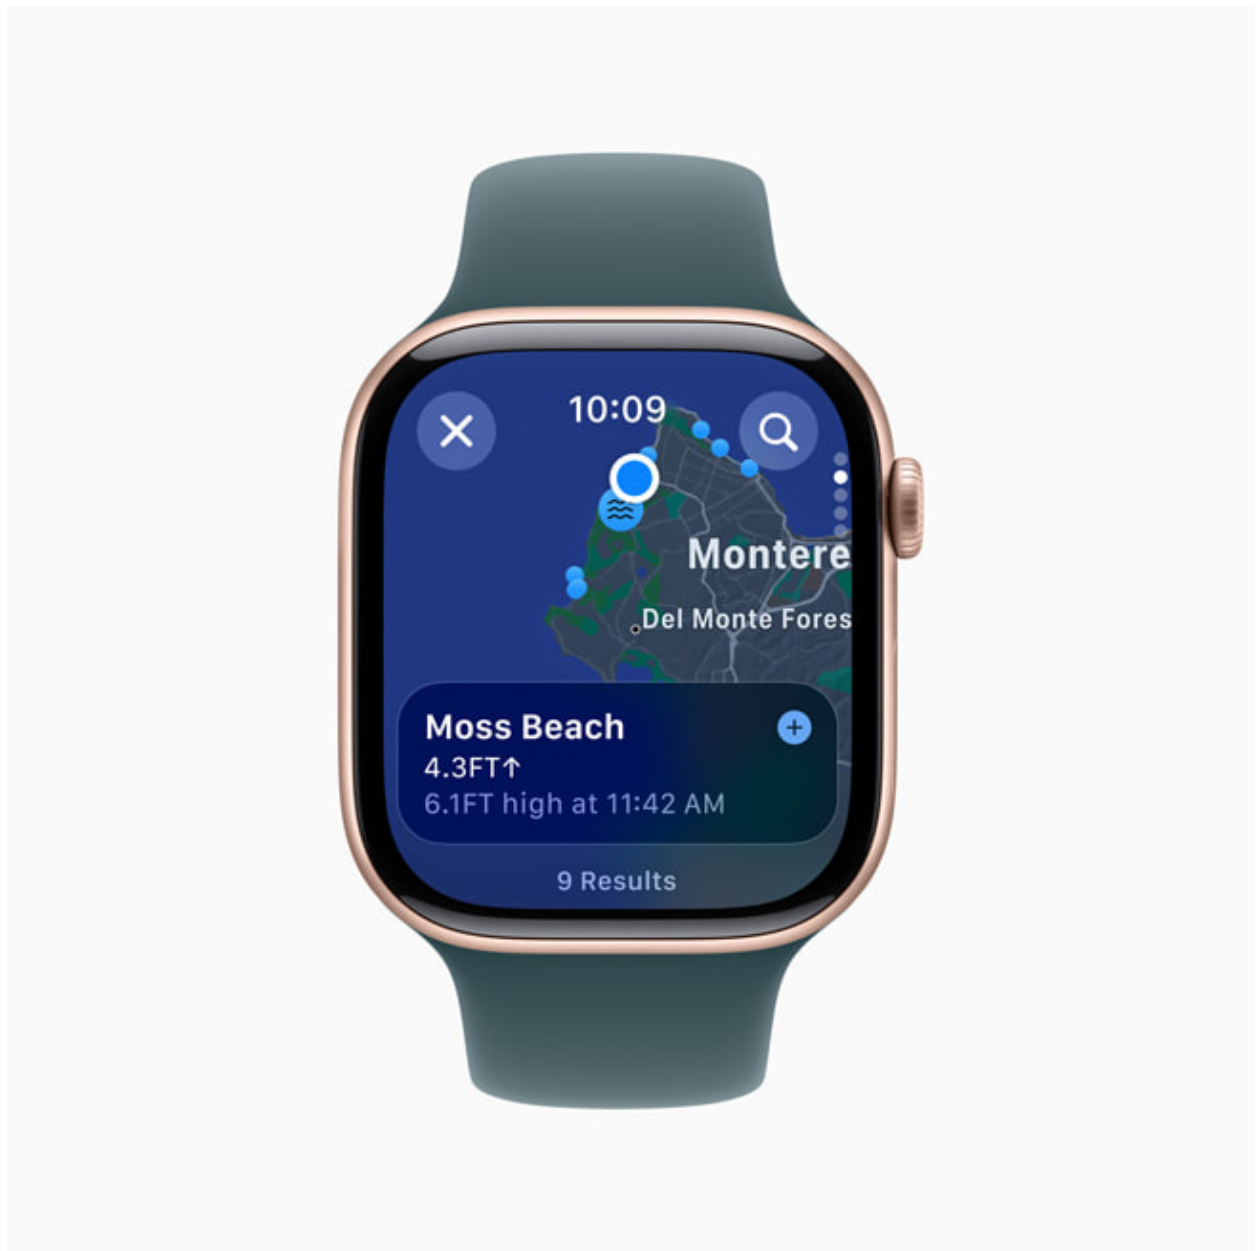 10:09
Montere
Del Monte Fores
Moss Beach
4.3FT↑
6.1FT high at 11:42 AM
9 Results